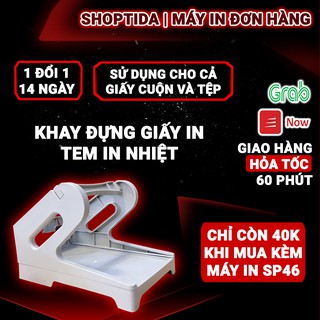 SHOPTIDA | MÁY IN ĐƠN HÀNG
1 ĐỔI 1
14 NGÀY
SỬ DỤNG CHO CẢ
GIẤY CUỘN VÀ TỆP
Grab
Now
KHAY ĐỰNG GIẤY IN
TEM IN NHIỆT
GIAO HÀNG
HỎA TỐC
60 PHÚT
CHỈ CÒN 40K
KHI MUA KÈM
MÁY IN SP46